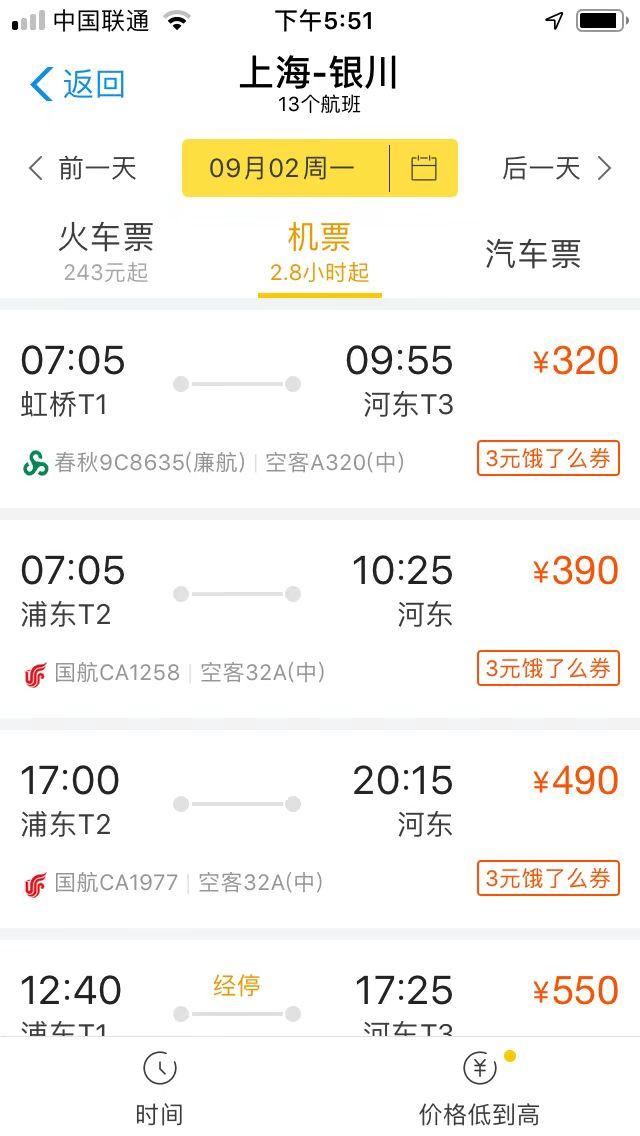 中国联通
下午5:51
返回
上海-银川
13个航班
前一天
09月02周一
后一天
火车票
243元起
机票
2.8小时起
汽车票
07:05
09:55
¥320
虹桥T1
河东T3
春秋9C8635(廉航)|空客A320(中)
3元饿了么券
07:05
10:25
¥390
浦东T2
河东
国航CA1258|空客32A(中)
3元饿了么券
17:00
20:15
¥490
浦东T2
河东
国航CA1977|空客32A(中)
3元饿了么券
12:40
经停
17:25
¥550
浦东T1
河东T3
时间
价格低到高